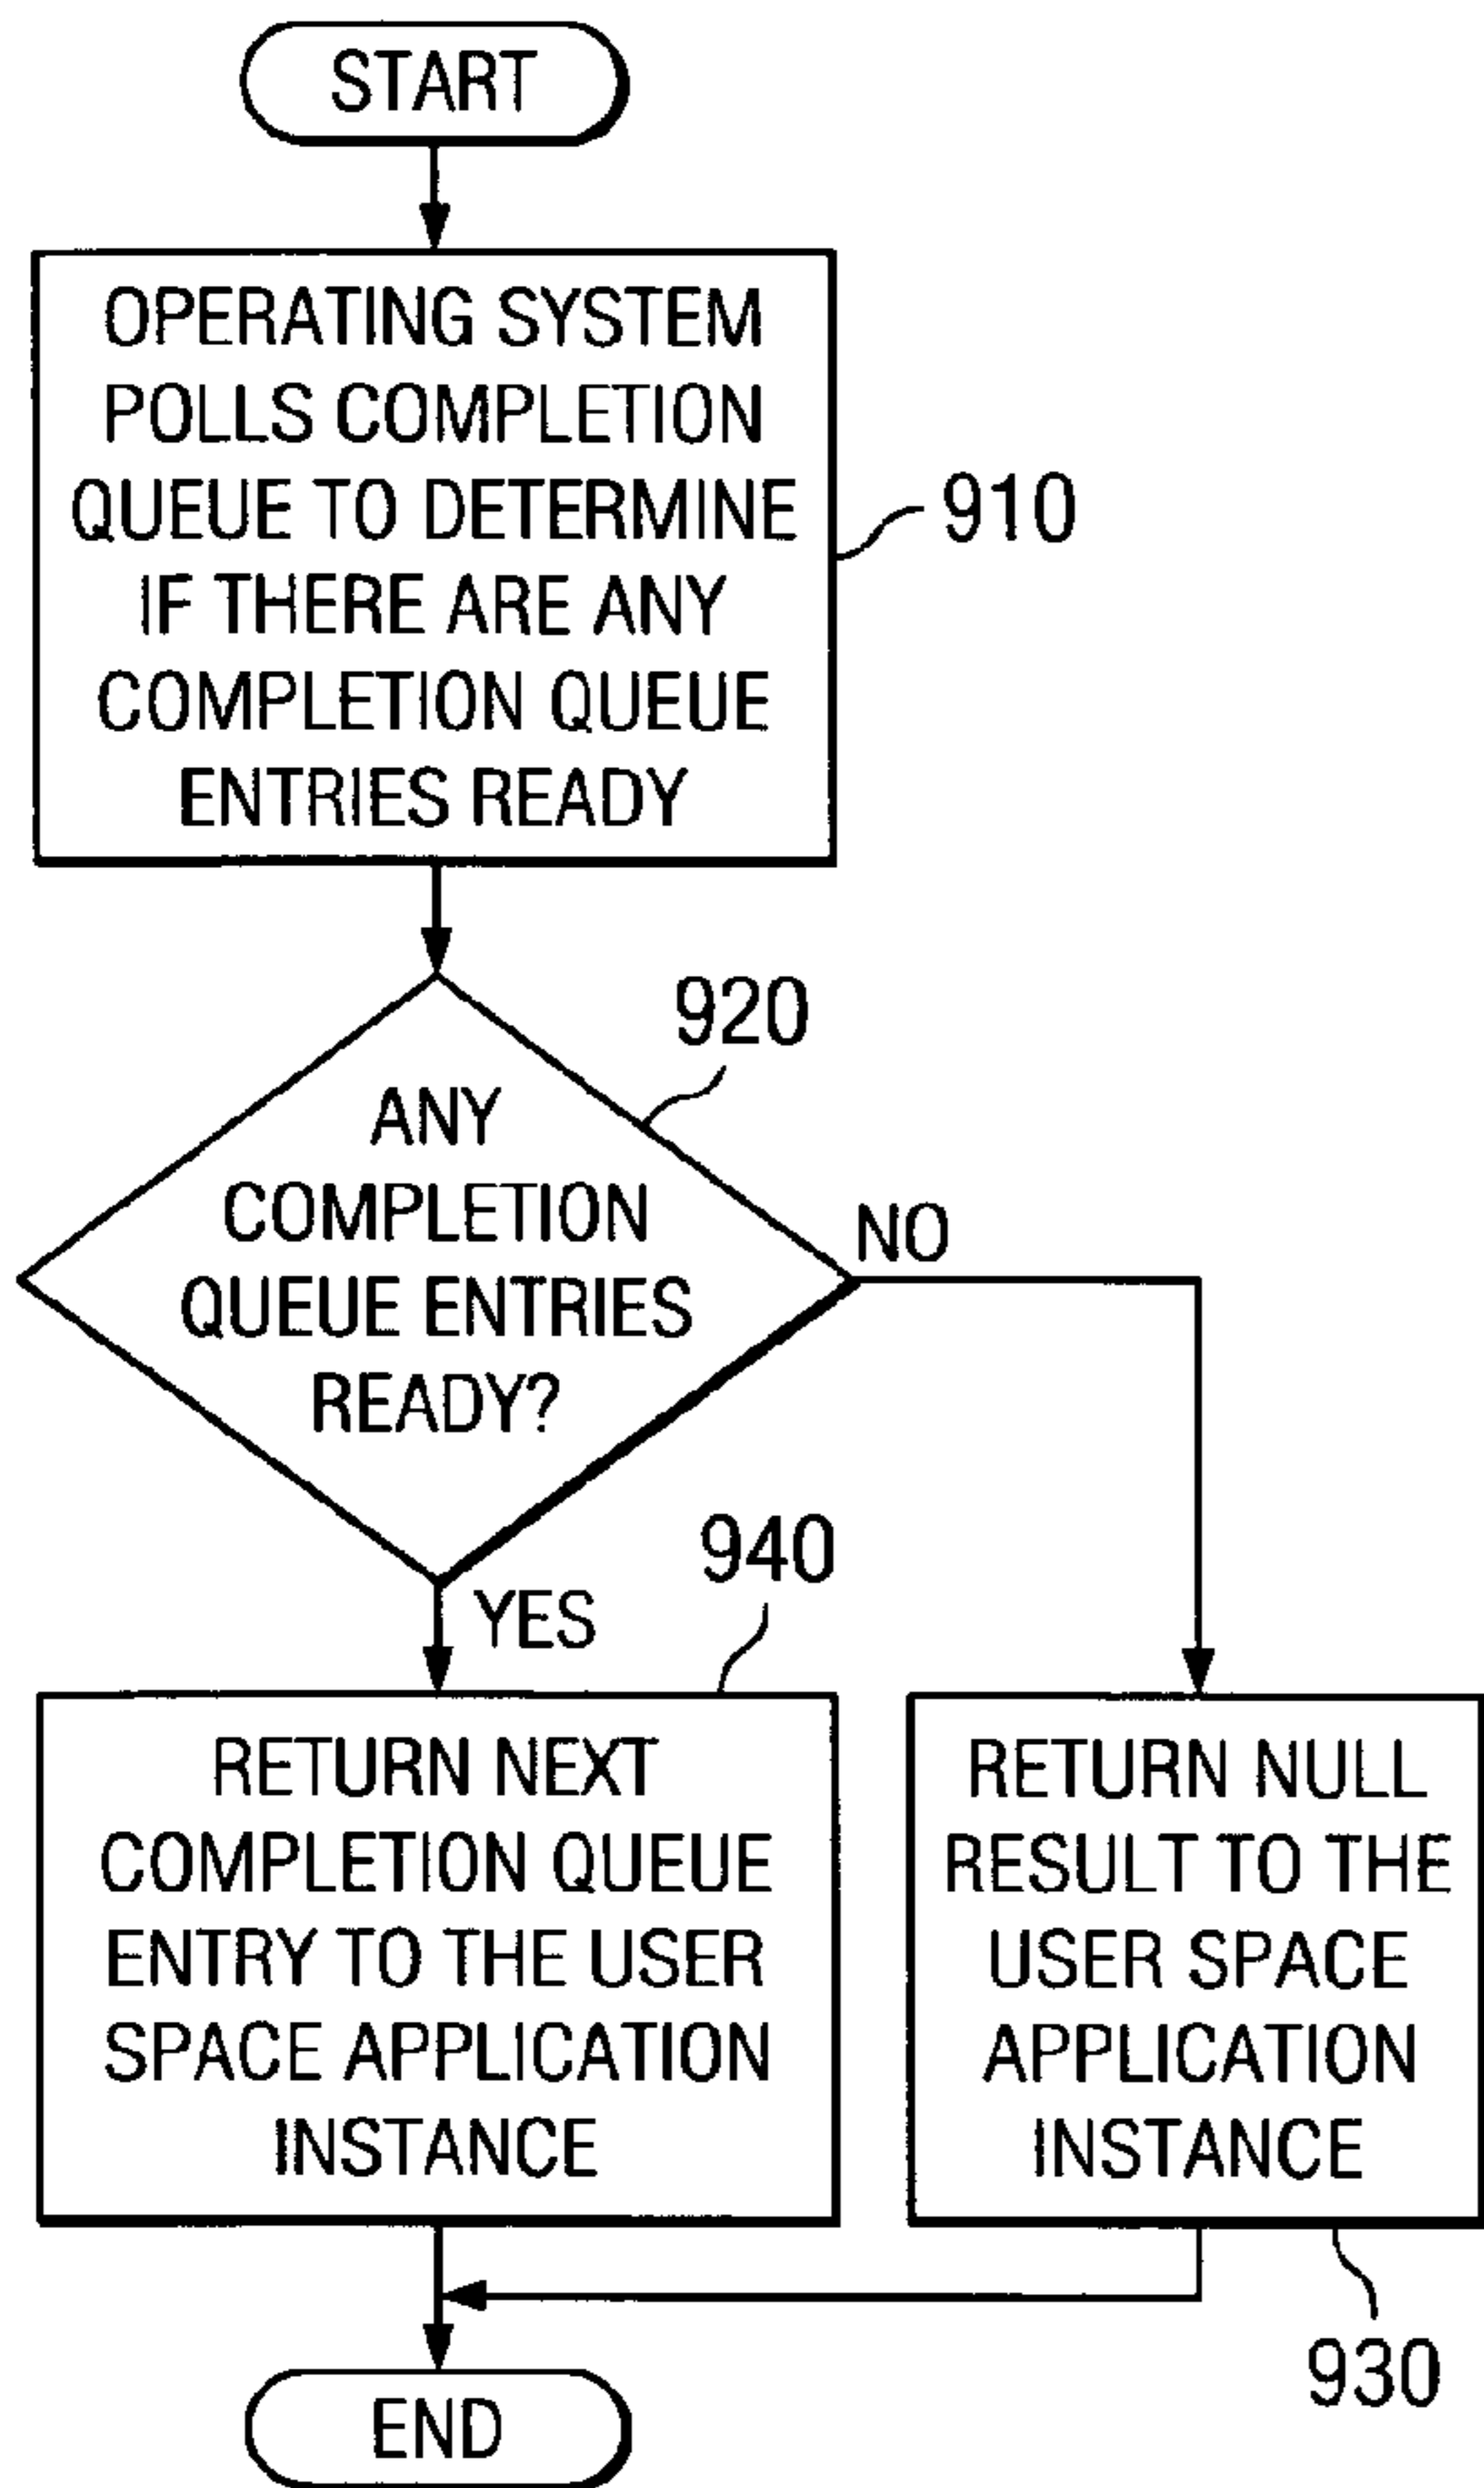 START
OPERATING SYSTEM
POLLS COMPLETION
QUEUE TO DETERMINE
IF THERE ARE ANY
COMPLETION QUEUE
ENTRIES READY
910
920
ANY
COMPLETION
QUEUE ENTRIES
READY?
NO
YES
940
RETURN NEXT
COMPLETION QUEUE
ENTRY TO THE USER
SPACE APPLICATION
INSTANCE
RETURN NULL
RESULT TO THE
USER SPACE
APPLICATION
INSTANCE
930
END